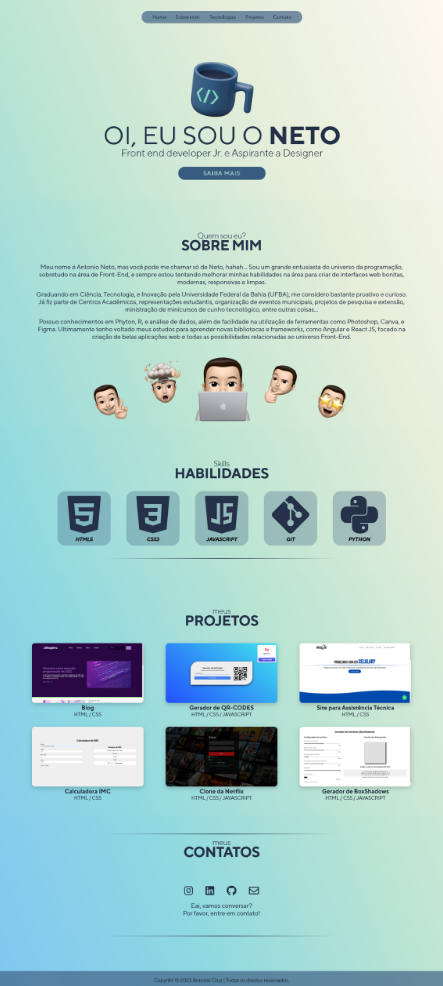 Home Sobre mim Tecnologias Projetos Contato
OI, EU SOU O NETO
Front end developer Jr. e Aspirante a Designer
SAIBA MAIS
Quem sou eu?
SOBRE MIM
Meu nome é Antonio Neto, mas você pode me chamar só de Neto, hahah... Sou um grande entusiasta do universo da programação,
sobretudo na área de Front-End, e sempre estou tentando melhorar minhas habilidades na área para criar de interfaces web bonitas,
modernas, responsivas e limpas.
Graduando em Ciência, Tecnologia, e Inovação pela Universidade Federal da Bahia (UFBA), me considero bastante proativo e curioso.
Já fiz parte de Centros Acadêmicos, representações estudantis, organização de eventos municipais, projetos de pesquisa e extensão,
ministração de minicursos de cunho tecnológico, entre outras coisas...
Possuo conhecimentos em Phyton, R, e análise de dados, além de facilidade na utilização de ferramentas como Photoshop, Canva, e
Figma. Ultimamente tenho voltado meus estudos para aprender novas bibliotecas e frameworks, como Angular e React JS, focado na
criação de belas aplicações web e todas as possibilidades relacionadas ao universo Front-End.
Skills
HABILIDADES
HTML5 CSS3 JAVASCRIPT GIT PYTHON
meus
PROJETOS
Blog Gerador de QR-CODES Site para Assistência Técnica
HTML / CSS HTML / CSS / JAVASCRIPT HTML / CSS
Calculadora IMC Clone da Netflix Gerador de BoxShadows
HTML / CSS HTML / CSS / JAVASCRIPT HTML / CSS / JAVASCRIPT
meus
CONTATOS
Eai, vamos conversar?
Por favor, entre em contato!
Copyritr © 2023 Antonio Cruz | Todos os direitos reservados.